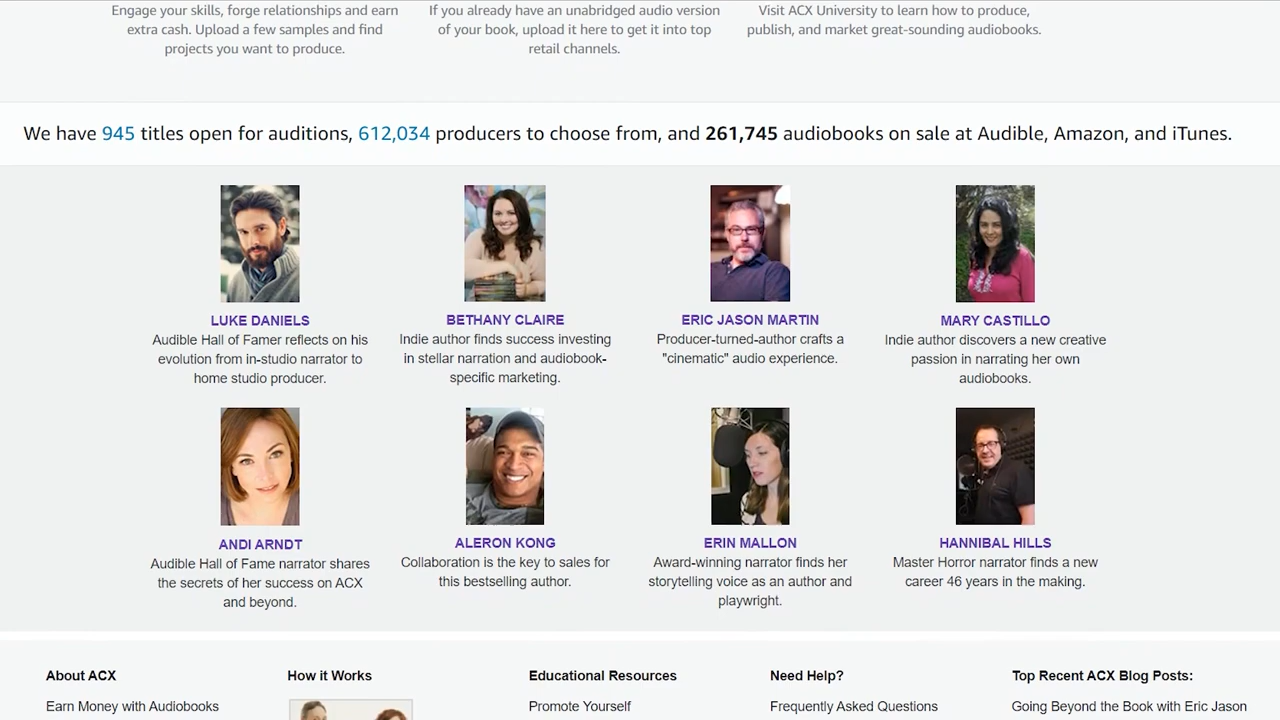 Engage your skills, forge relationships and earn
extra cash. Upload a few samples and find
projects you want to produce.
If you already have an unabridged audio version
of your book, upload it here to get it into top
retail channels.
Visit ACX University to learn how to produce,
publish, and market great-sounding audiobooks.
We have 945 titles open for auditions, 612,034 producers to choose from, and 261,745 audiobooks on sale at Audible, Amazon, and iTunes.
LUKE DANIELS
Audible Hall of Famer reflects on his
evolution from in-studio narrator to
home studio producer.
BETHANY CLAIRE
Indie author finds success investing
in stellar narration and audiobook-
specific marketing.
ERIC JASON MARTIN
Producer-turned-author crafts a
"cinematic" audio experience.
MARY CASTILLO
Indie author discovers a new creative
passion in narrating her own
audiobooks.
ANDI ARNDT
Audible Hall of Fame narrator shares
the secrets of her success on ACX
and beyond.
ALERON KONG
Collaboration is the key to sales for
this bestselling author.
ERIN MALLON
Award-winning narrator finds her
storytelling voice as an author and
playwright.
HANNIBAL HILLS
Master Horror narrator finds a new
career 46 years in the making.
About ACX
Earn Money with Audiobooks
How it Works
Educational Resources
Promote Yourself
Need Help?
Frequently Asked Questions
Top Recent ACX Blog Posts:
Going Beyond the Book with Eric Jason